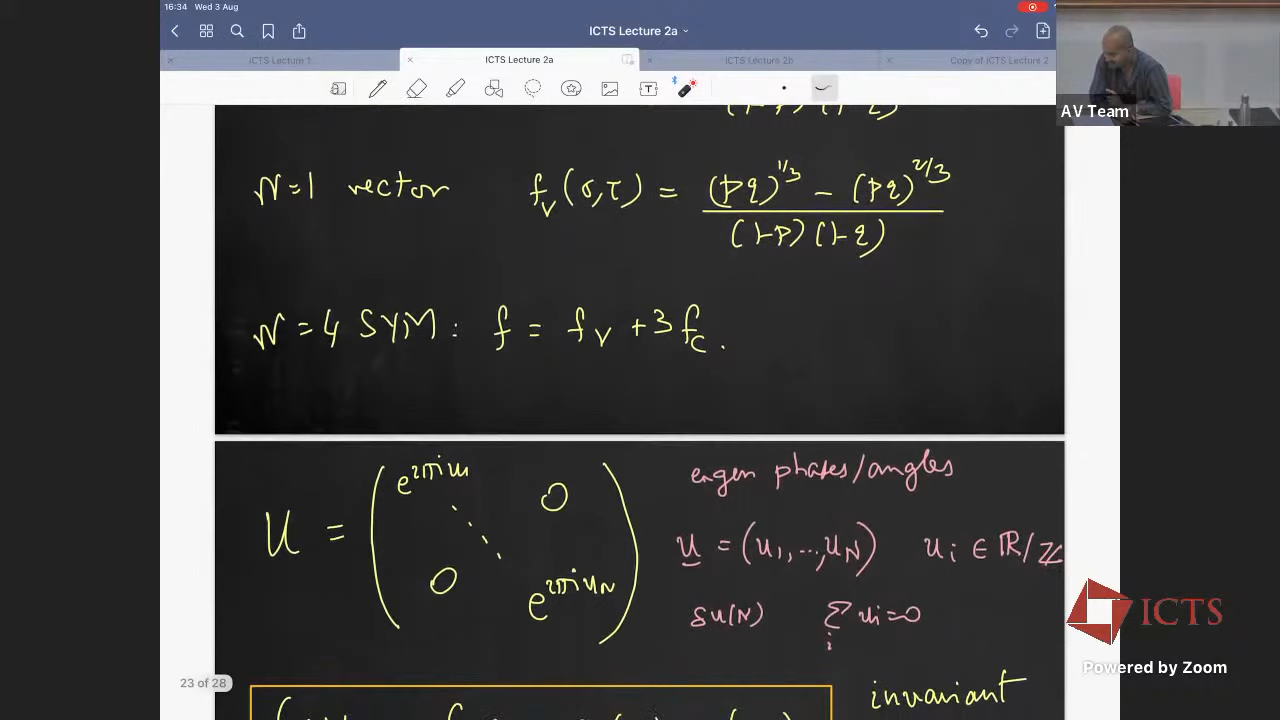 16:34 Wed 3 Aug
ICTS Lecture 2a
ICTS Lecture 1
ICTS Lecture 2a
ICTS Lecture 2b
Copy of ICTS Lecture 2
AV Team
(1-p)(1-q)
N=1 vector f_V(σ,τ) = ((pq)^{1/3} - (pq)^{2/3}) / ((1-p)(1-q))
N=4 SYM: f = f_V + 3f_C.
U = ( e^{2πiu_1} ⋱ 0 0 e^{2πiu_N} )
eigen phases/angles
u = (u_1,...,u_N) u_i ∈ ℝ/ℤ
SU(N) Σ_i u_i = 0
23 of 28
invariant
ICTS
Powered by Zoom